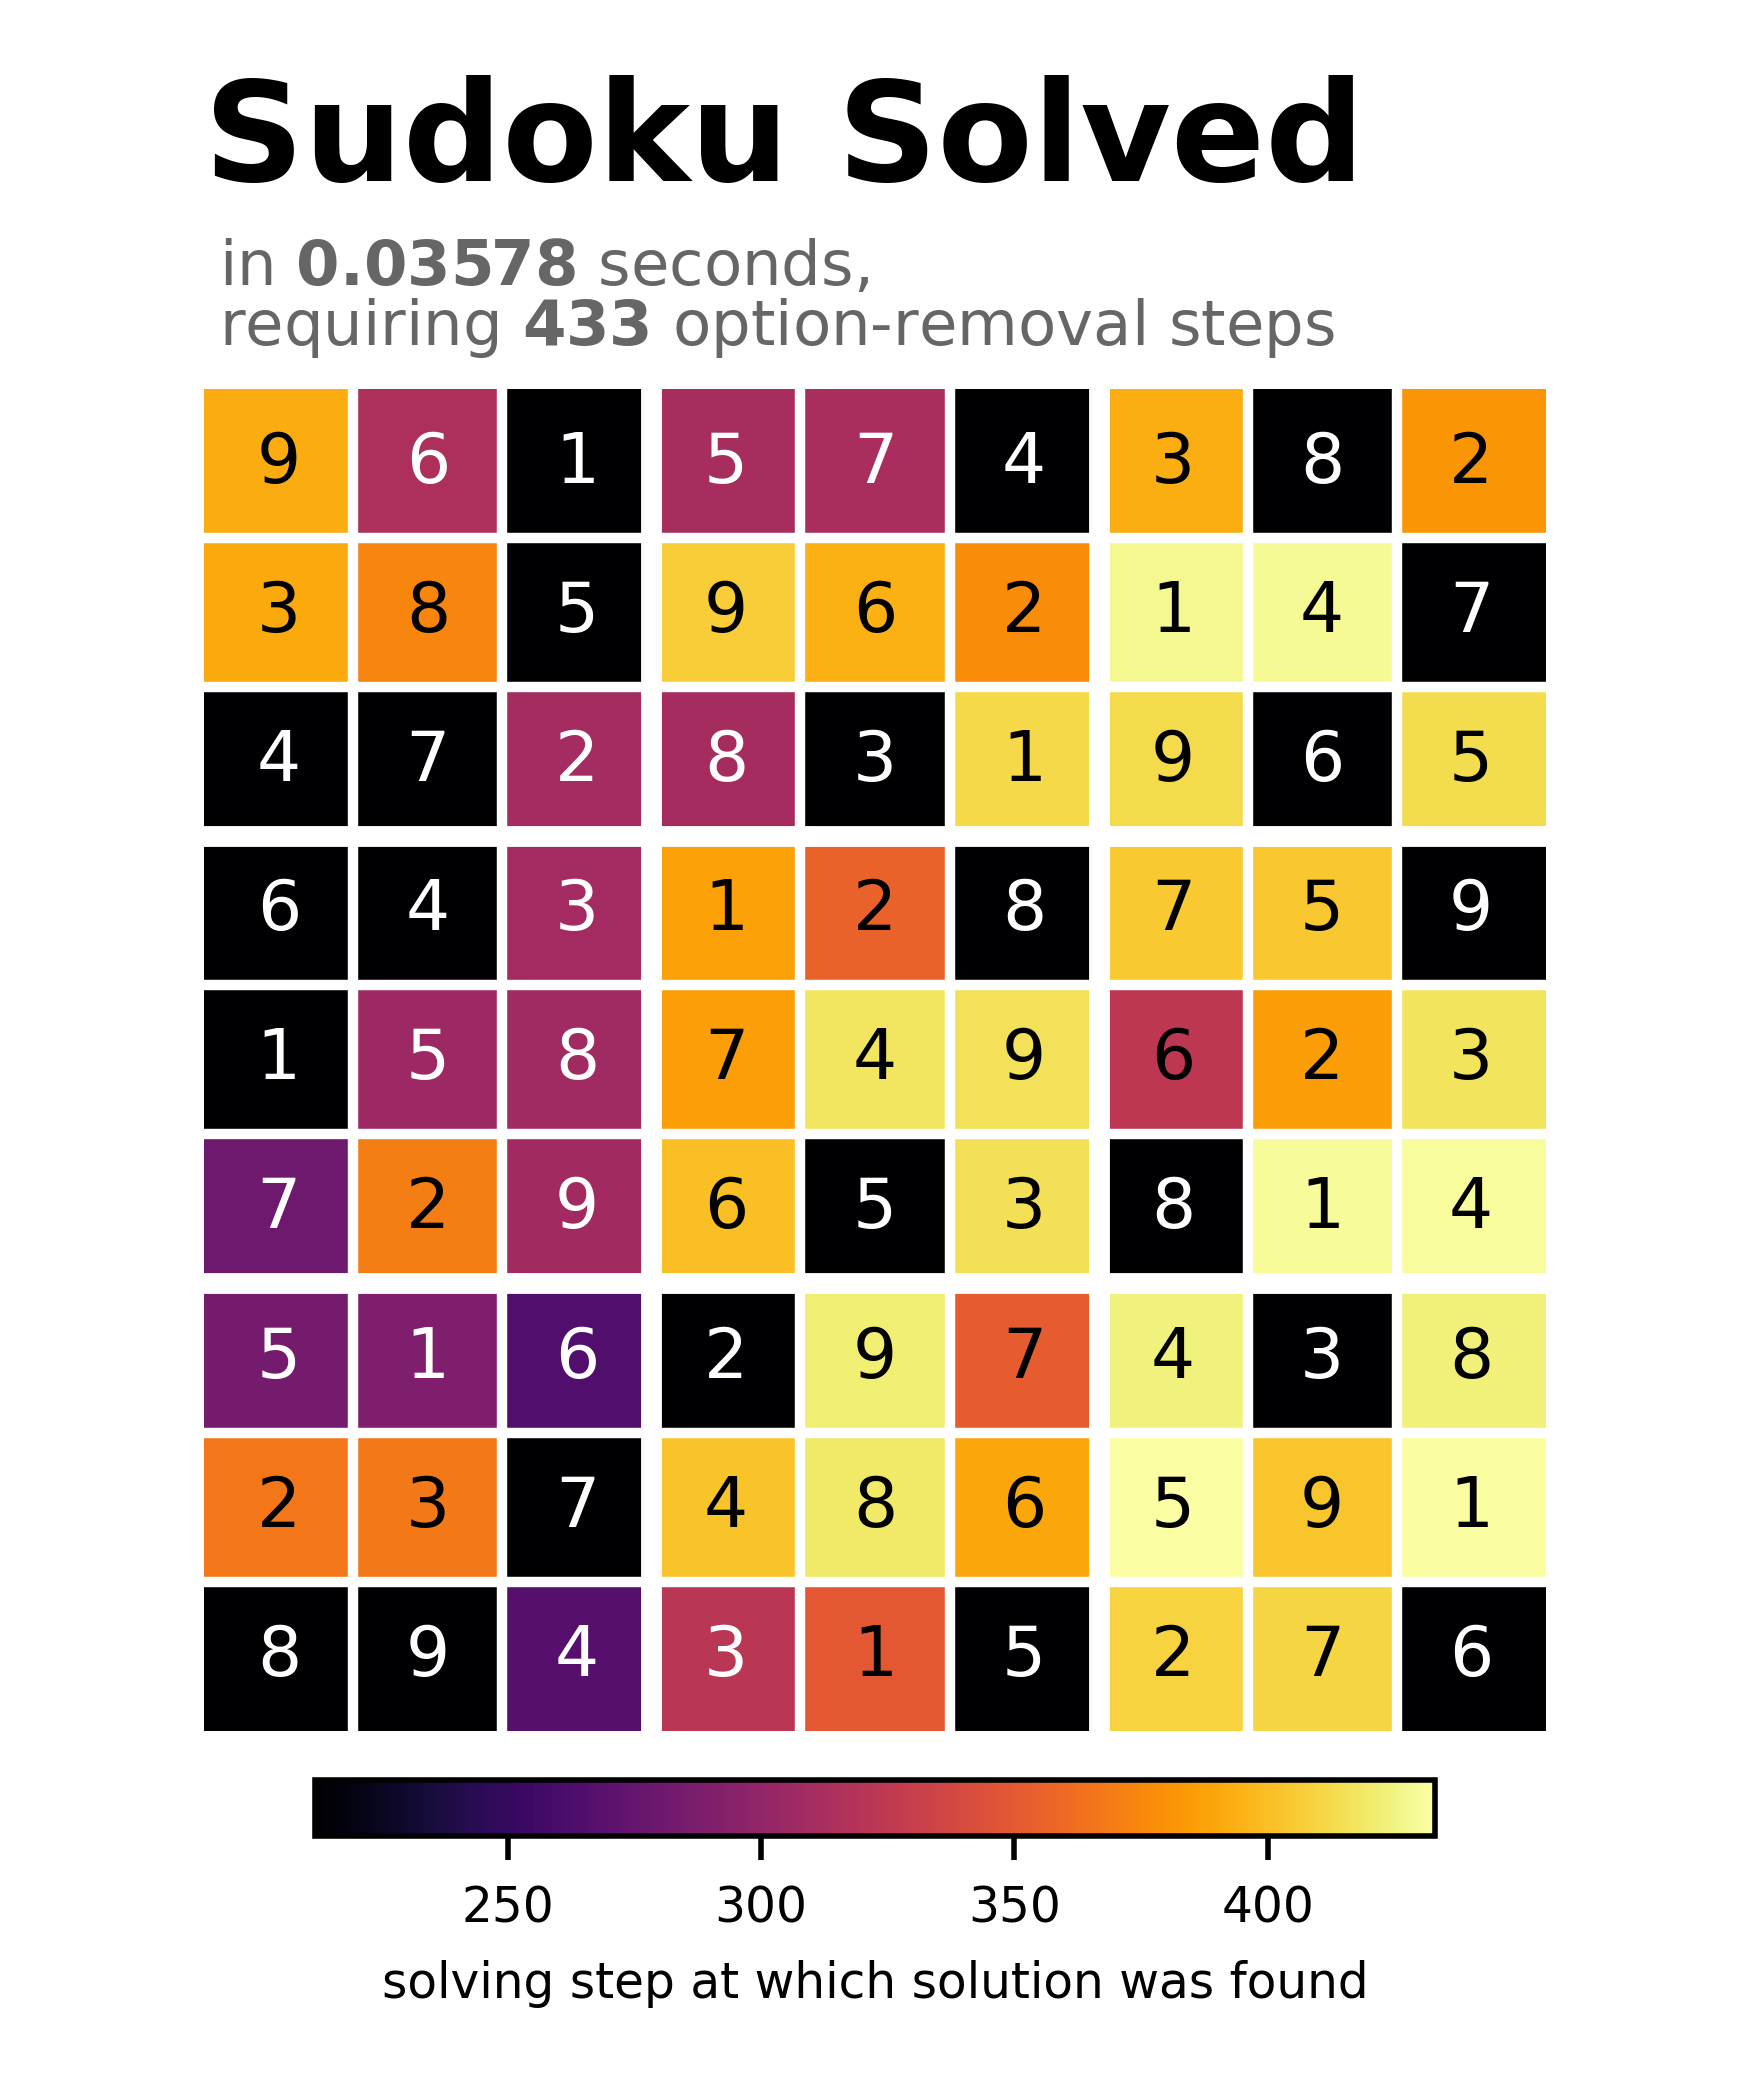 Sudoku Solved
in 0.03578 seconds,
requiring 433 option-removal steps
9 6 1 5 7 4 3 8 2
3 8 5 9 6 2 1 4 7
4 7 2 8 3 1 9 6 5
6 4 3 1 2 8 7 5 9
1 5 8 7 4 9 6 2 3
7 2 9 6 5 3 8 1 4
5 1 6 2 9 7 4 3 8
2 3 7 4 8 6 5 9 1
8 9 4 3 1 5 2 7 6
250 300 350 400
solving step at which solution was found